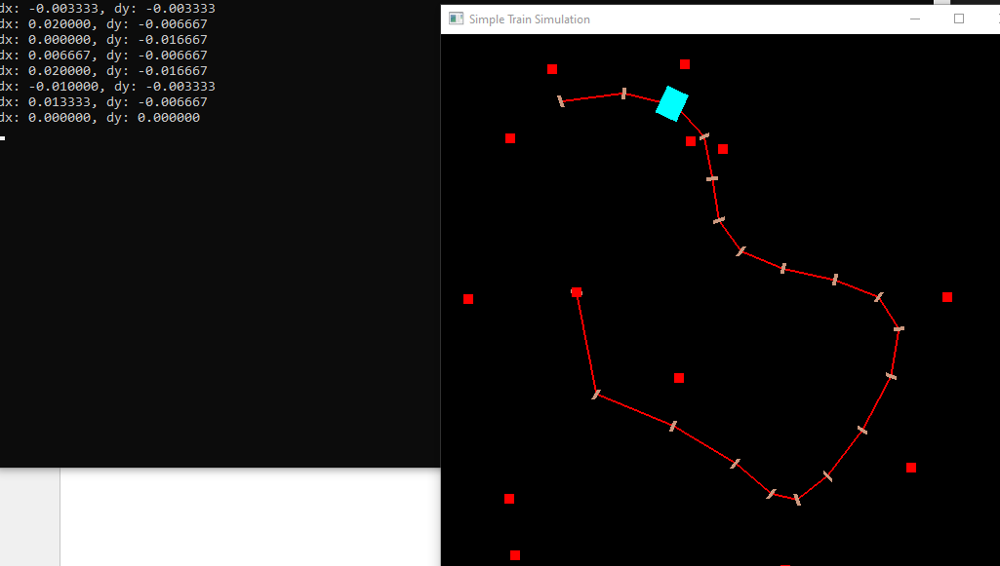 dx: -0.003333, dy: -0.003333
dx: 0.020000, dy: -0.006667
dx: 0.000000, dy: -0.016667
dx: 0.006667, dy: -0.006667
dx: 0.020000, dy: -0.016667
dx: -0.010000, dy: -0.003333
dx: 0.013333, dy: -0.006667
dx: 0.000000, dy: 0.000000
Simple Train Simulation